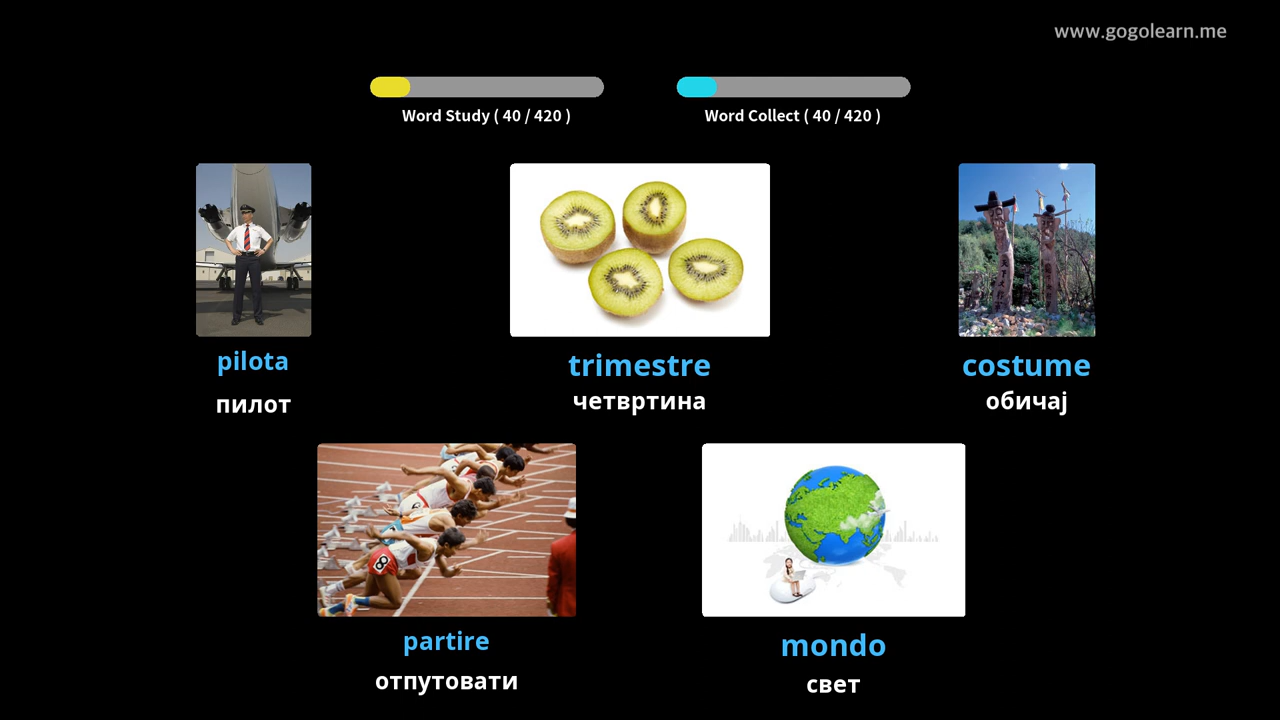 www.gogolearn.me
Word Study ( 40 / 420 )
Word Collect ( 40 / 420 )
pilota
пилот
trimestre
четвртина
costume
обичај
partire
отпутовати
mondo
свет